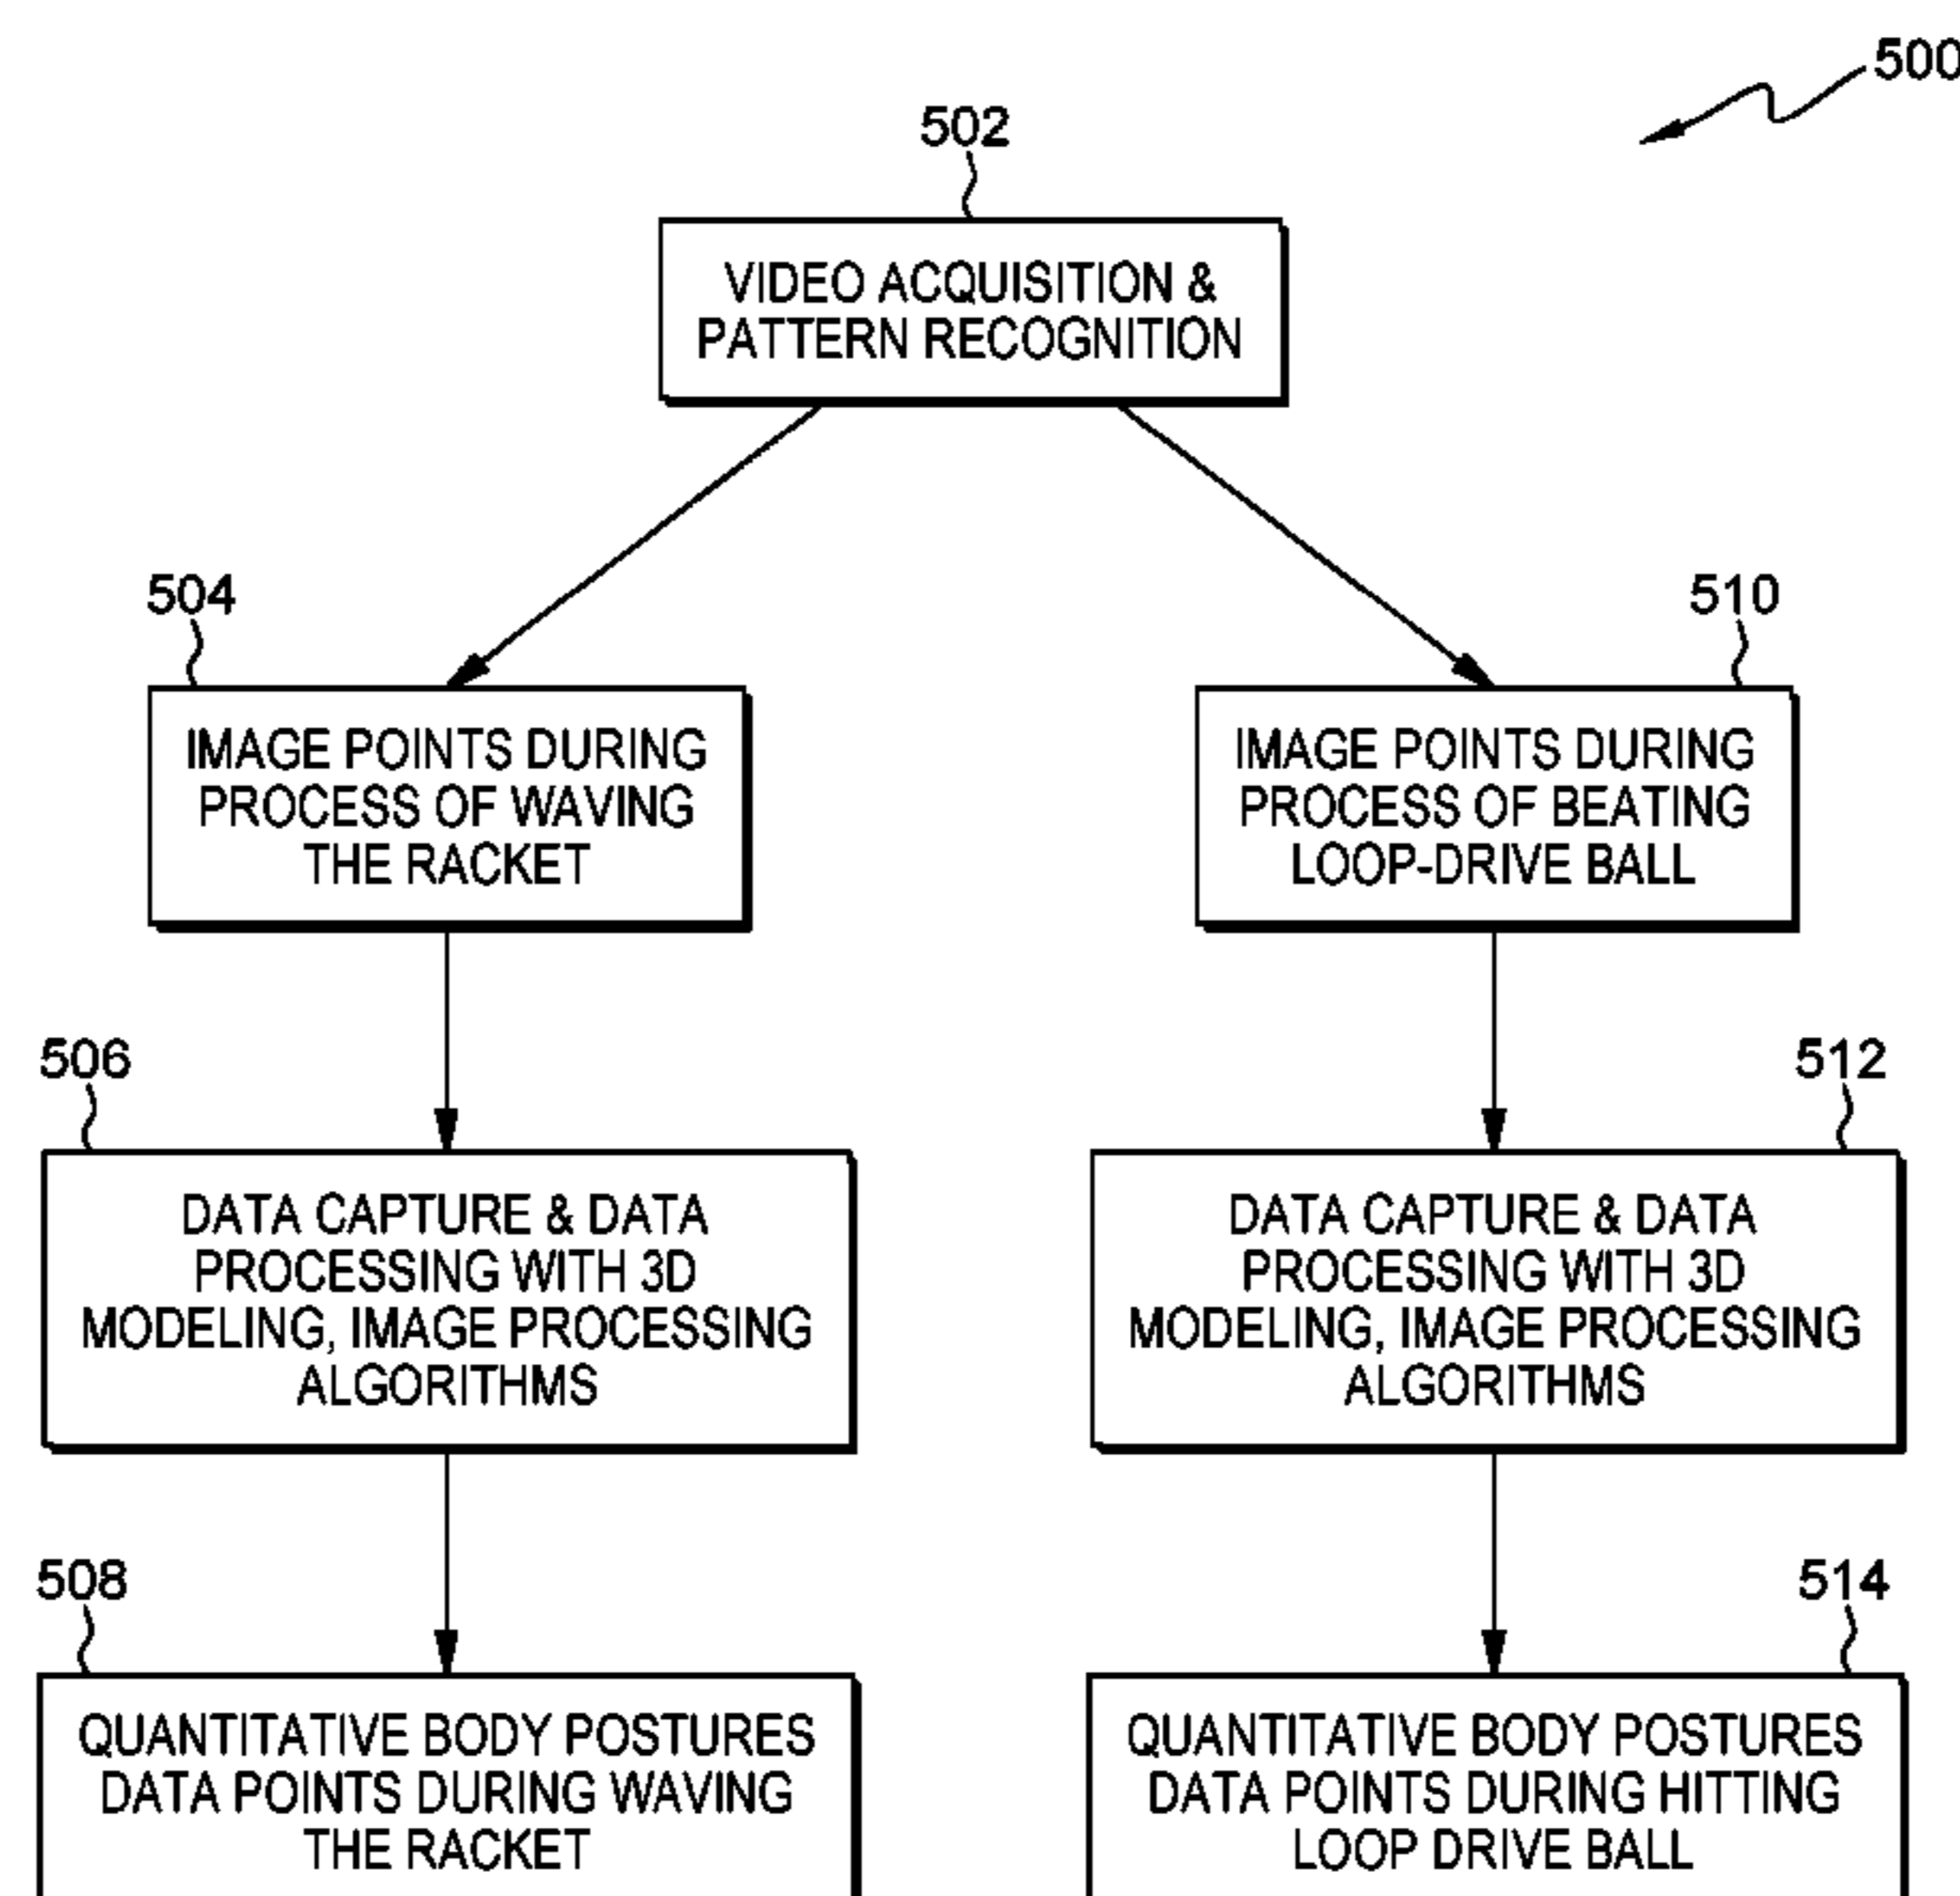 500
502
VIDEO ACQUISITION &
PATTERN RECOGNITION
504
IMAGE POINTS DURING
PROCESS OF WAVING
THE RACKET
510
IMAGE POINTS DURING
PROCESS OF BEATING
LOOP-DRIVE BALL
506
DATA CAPTURE & DATA
PROCESSING WITH 3D
MODELING, IMAGE PROCESSING
ALGORITHMS
512
DATA CAPTURE & DATA
PROCESSING WITH 3D
MODELING, IMAGE PROCESSING
ALGORITHMS
508
QUANTITATIVE BODY POSTURES
DATA POINTS DURING WAVING
THE RACKET
514
QUANTITATIVE BODY POSTURES
DATA POINTS DURING HITTING
LOOP DRIVE BALL